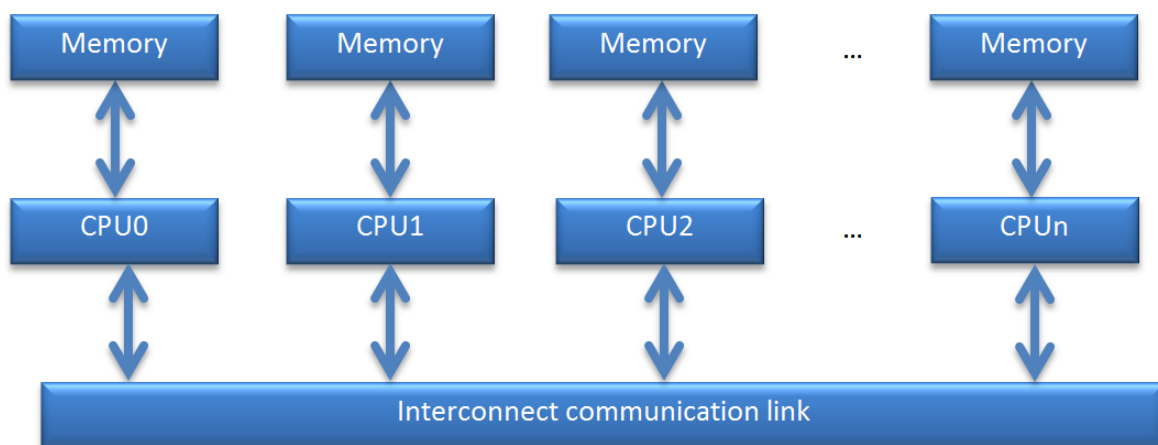 Memory Memory Memory ... Memory
CPU0 CPU1 CPU2 ... CPUn
Interconnect communication link